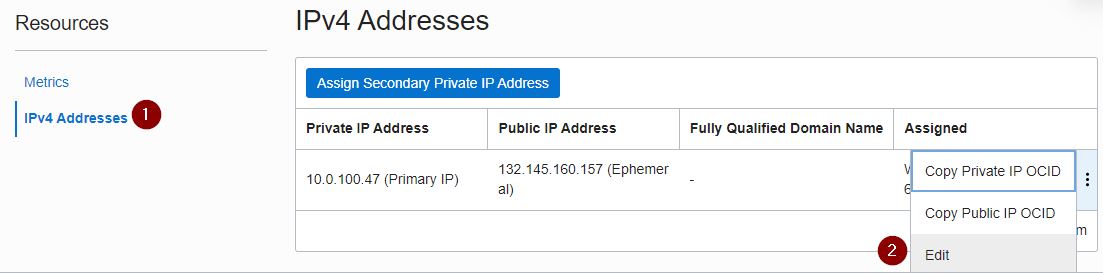 Resources
IPv4 Addresses
Metrics
IPv4 Addresses 1
Assign Secondary Private IP Address
Private IP Address Public IP Address Fully Qualified Domain Name Assigned
10.0.100.47 (Primary IP) 132.145.160.157 (Ephemer
al) -
Copy Private IP OCID
Copy Public IP OCID
2 Edit